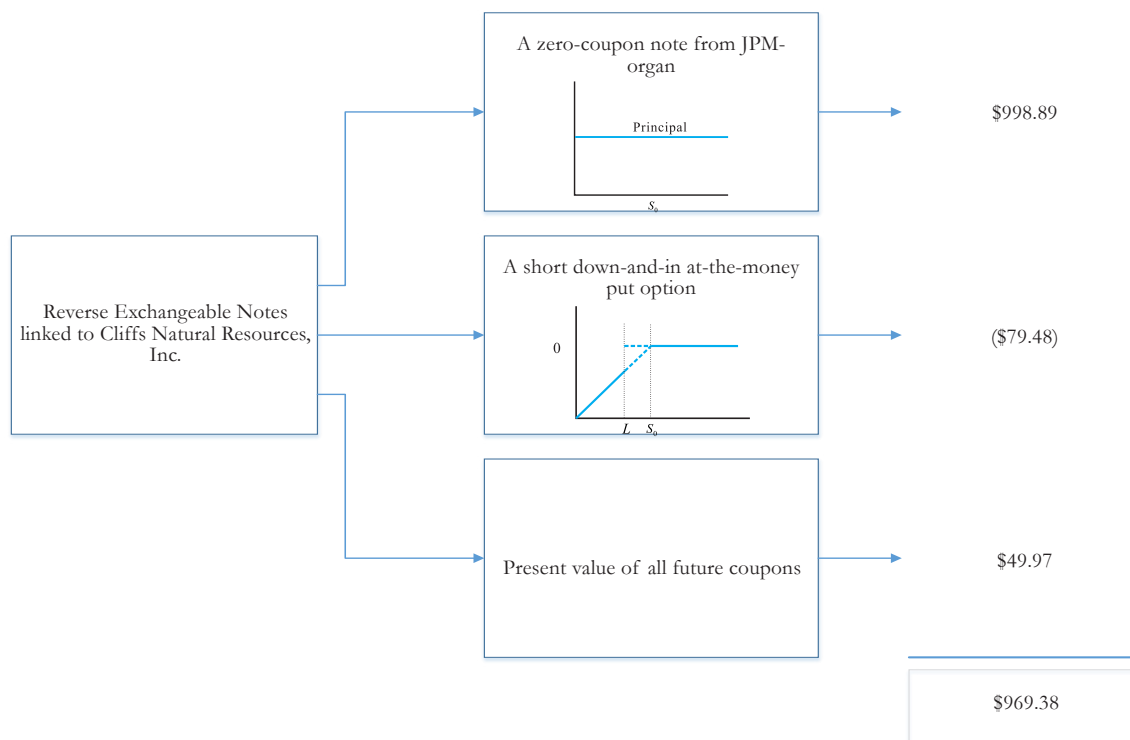 A zero-coupon note from JPM-
organ
Principal
S₀
$998.89
Reverse Exchangeable Notes
linked to Cliffs Natural Resources,
Inc.
A short down-and-in at-the-money
put option
0
L
S₀
($79.48)
Present value of all future coupons
$49.97
$969.38